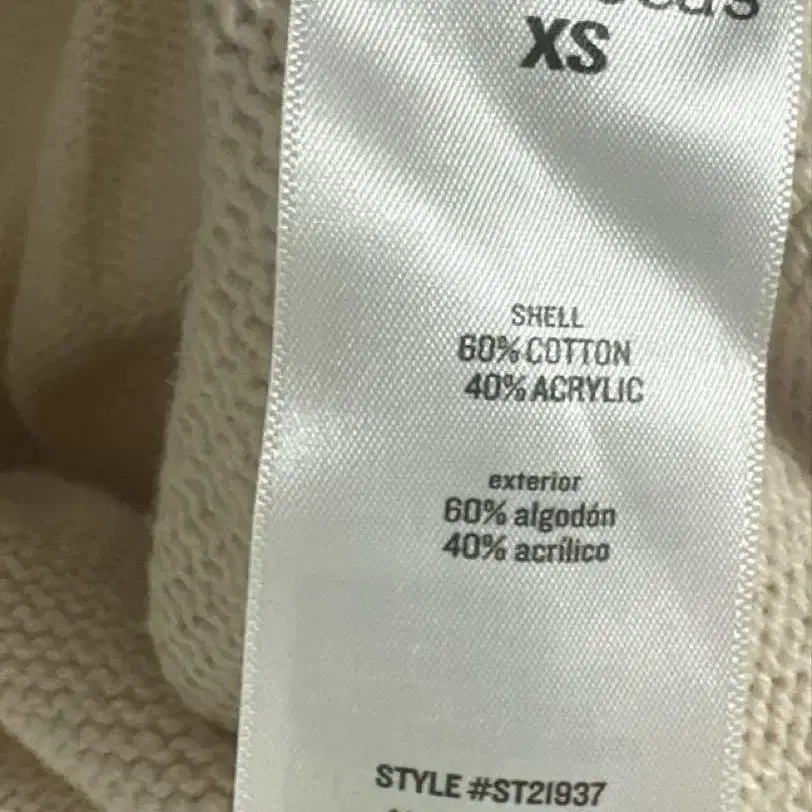 XS
SHELL
60% COTTON
40% ACRYLIC
exterior
60% algodón
40% acrílico
STYLE #ST21937